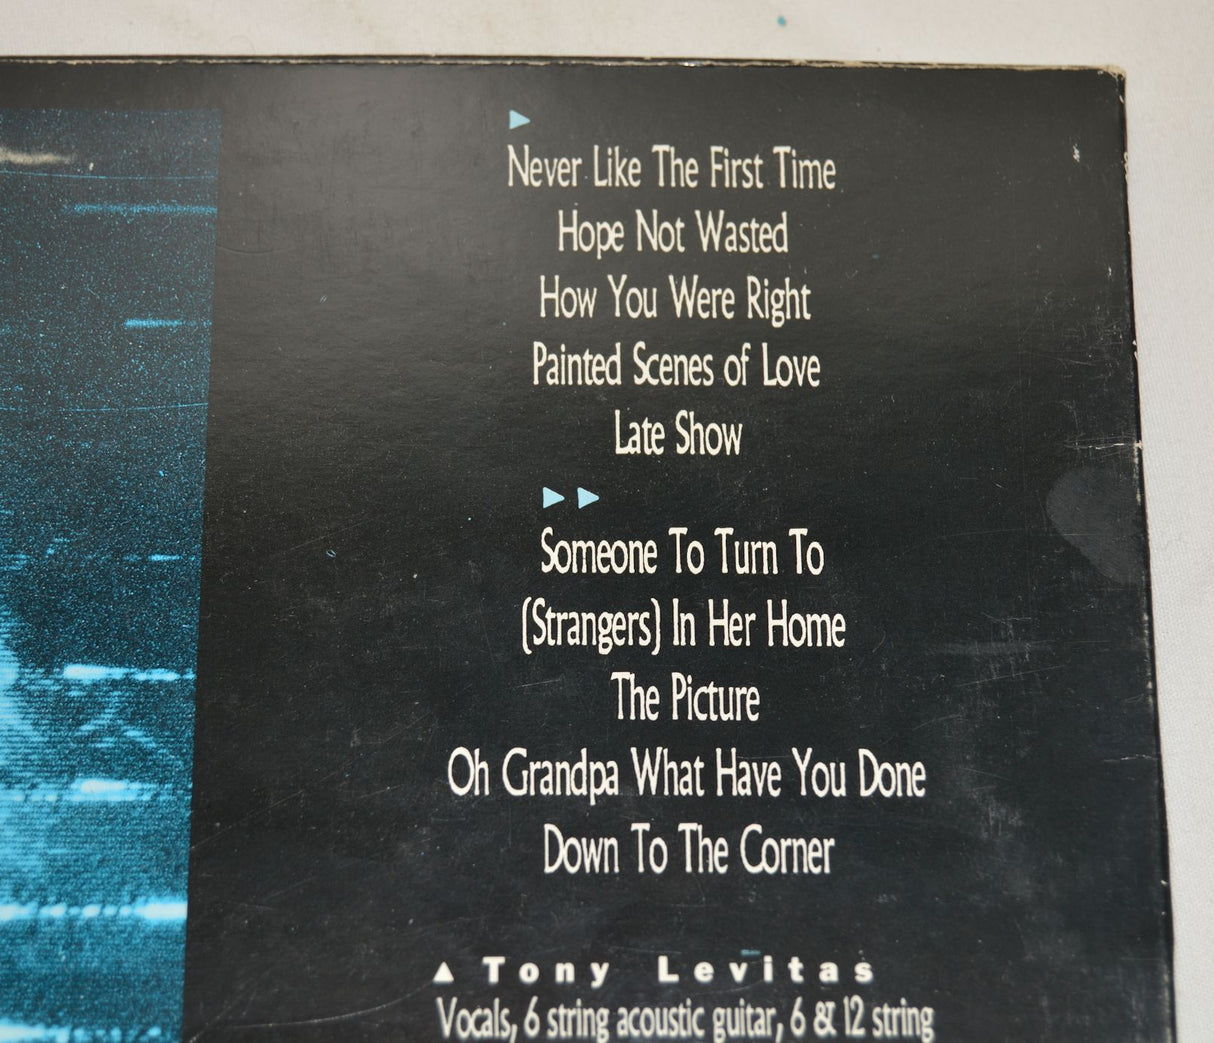 Never Like The First Time
Hope Not Wasted
How You Were Right
Painted Scenes of Love
Late Show
Someone To Turn To
(Strangers) In Her Home
The Picture
Oh Grandpa What Have You Done
Down To The Corner
Tony Levitas
Vocals, 6 string acoustic guitar, 6 & 12 string